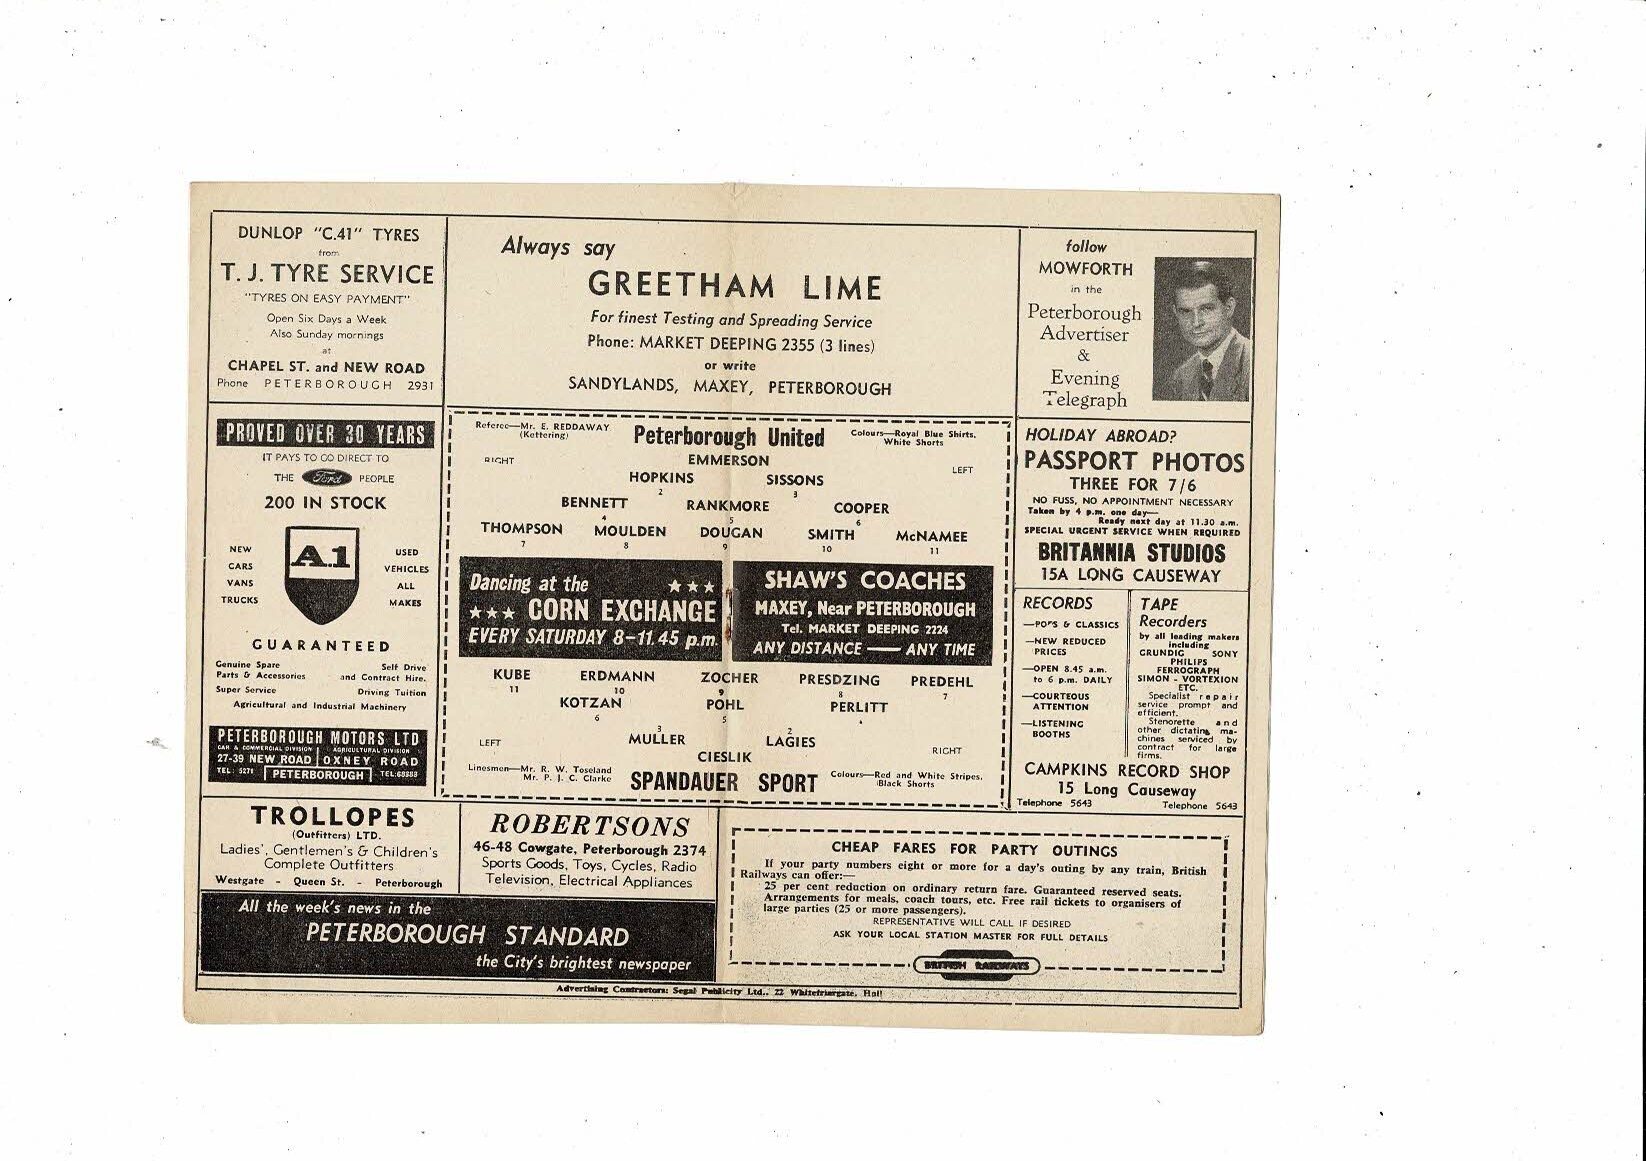 DUNLOP "C.41" TYRES
from
T. J. TYRE SERVICE
"TYRES ON EASY PAYMENT"
Open Six Days a Week
Also Sunday mornings
at
CHAPEL ST. and NEW ROAD
Phone PETERBOROUGH 2931
Always say
GREETHAM LIME
For finest Testing and Spreading Service
Phone: MARKET DEEPING 2355 (3 lines)
or write
SANDYLANDS, MAXEY, PETERBOROUGH
follow
MOWFORTH
in the
Peterborough
Advertiser
&
Evening
Telegraph
PROVED OVER 30 YEARS
IT PAYS TO GO DIRECT TO
THE Ford PEOPLE
200 IN STOCK
A.1
NEW
CARS
VANS
TRUCKS
USED
VEHICLES
ALL
MAKES
GUARANTEED
Genuine Spare
Parts & Accessories
Self Drive
and Contract Hire.
Super Service
Driving Tuition
Agricultural and Industrial Machinery
PETERBOROUGH MOTORS LTD
CAR & COMMERCIAL DIVISION
AGRICULTURAL DIVISION
27-39 NEW ROAD OXNEY ROAD
TEL: 5271 PETERBOROUGH
Referee—Mr. E. REDDAWAY
(Kettering)
Peterborough United
Colours—Royal Blue Shirts,
White Shorts
RIGHT
EMMERSON
LEFT
HOPKINS SISSONS
2 3
BENNETT RANKMORE COOPER
4 5 6
THOMPSON MOULDEN DOUGAN SMITH McNAMEE
7 8 9 10 11
Dancing at the
CORN EXCHANGE
EVERY SATURDAY 8-11.45 p.m.
SHAW'S COACHES
MAXEY, Near PETERBOROUGH
Tel. MARKET DEEPING 2224
ANY DISTANCE — ANY TIME
KUBE ERDMANN ZOCHER PRESDZING PREDEHL
11 10 9 8 7
KOTZAN POHL PERLITT
6 5 4
3 2
MULLER LAGIES
LEFT
RIGHT
CIESLIK
Linesmen—Mr. R. W. Toseland
Mr. P. J. C. Clarke
SPANDAUER SPORT
Colours—Red and White Stripes,
Black Shorts
HOLIDAY ABROAD?
PASSPORT PHOTOS
THREE FOR 7/6
NO FUSS, NO APPOINTMENT NECESSARY
Taken by 4 p.m. one day—
Ready next day at 11.30 a.m.
SPECIAL URGENT SERVICE WHEN REQUIRED
BRITANNIA STUDIOS
15A LONG CAUSEWAY
RECORDS
—PO'S & CLASSICS
—NEW REDUCED
PRICES
—OPEN 8.45 a.m.
to 6 p.m. DAILY
—COURTEOUS
ATTENTION
—LISTENING
BOOTHS
TAPE
Recorders
by all leading makers
including
GRUNDIG SONY
PHILIPS
FERROGRAPH
SIMON - VORTEXION
ETC.
Specialist repair
service prompt and
efficient.
Stenorette and
other dictating ma-
chines serviced by
contract for large
firms.
CAMPKINS RECORD SHOP
15 Long Causeway
Telephone 5643 Telephone 5643
TROLLOPES
(Outfitters) LTD.
Ladies', Gentlemen's & Children's
Complete Outfitters
Westgate - Queen St. - Peterborough
ROBERTSONS
46-48 Cowgate, Peterborough 2374
Sports Goods, Toys, Cycles, Radio
Television, Electrical Appliances
All the week's news in the
PETERBOROUGH STANDARD
the City's brightest newspaper
CHEAP FARES FOR PARTY OUTINGS
If your party numbers eight or more for a day's outing by any train, British
Railways can offer:—
25 per cent reduction on ordinary return fare. Guaranteed reserved seats.
Arrangements for meals, coach tours, etc. Free rail tickets to organisers of
large parties (25 or more passengers).
REPRESENTATIVE WILL CALL IF DESIRED
ASK YOUR LOCAL STATION MASTER FOR FULL DETAILS
BRITISH RAILWAYS
Advertising Contractors: Segal Publicity Ltd., 22 Whitefriargate, Hull